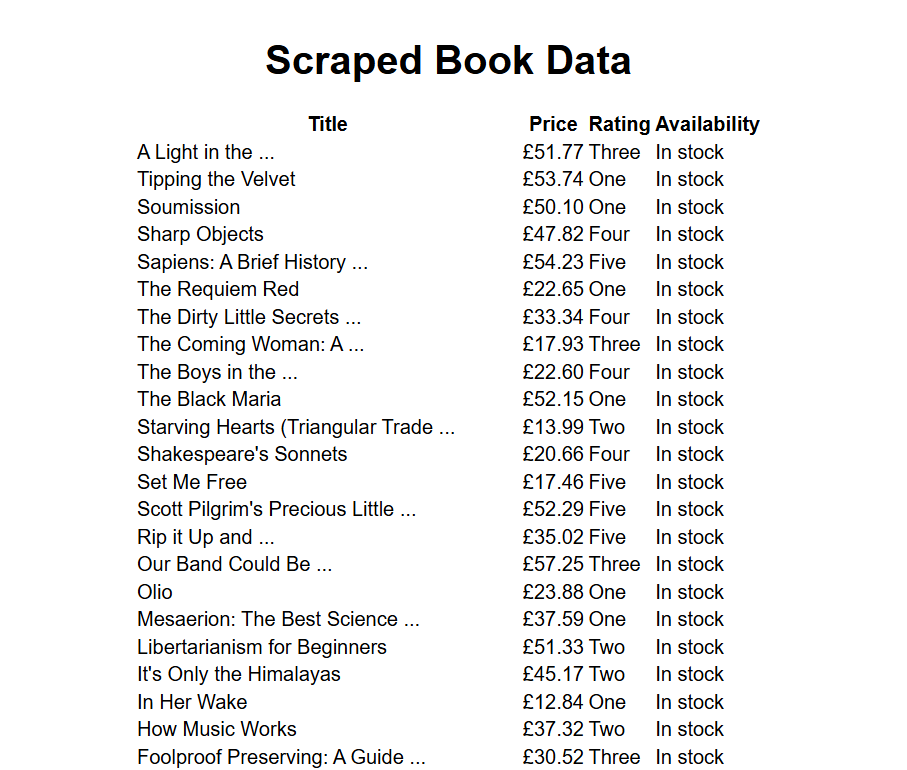 Scraped Book Data
Title Price Rating Availability
A Light in the ... £51.77 Three In stock
Tipping the Velvet £53.74 One In stock
Soumission £50.10 One In stock
Sharp Objects £47.82 Four In stock
Sapiens: A Brief History ... £54.23 Five In stock
The Requiem Red £22.65 One In stock
The Dirty Little Secrets ... £33.34 Four In stock
The Coming Woman: A ... £17.93 Three In stock
The Boys in the ... £22.60 Four In stock
The Black Maria £52.15 One In stock
Starving Hearts (Triangular Trade ... £13.99 Two In stock
Shakespeare's Sonnets £20.66 Four In stock
Set Me Free £17.46 Five In stock
Scott Pilgrim's Precious Little ... £52.29 Five In stock
Rip it Up and ... £35.02 Five In stock
Our Band Could Be ... £57.25 Three In stock
Olio £23.88 One In stock
Mesaerion: The Best Science ... £37.59 One In stock
Libertarianism for Beginners £51.33 Two In stock
It's Only the Himalayas £45.17 Two In stock
In Her Wake £12.84 One In stock
How Music Works £37.32 Two In stock
Foolproof Preserving: A Guide ... £30.52 Three In stock